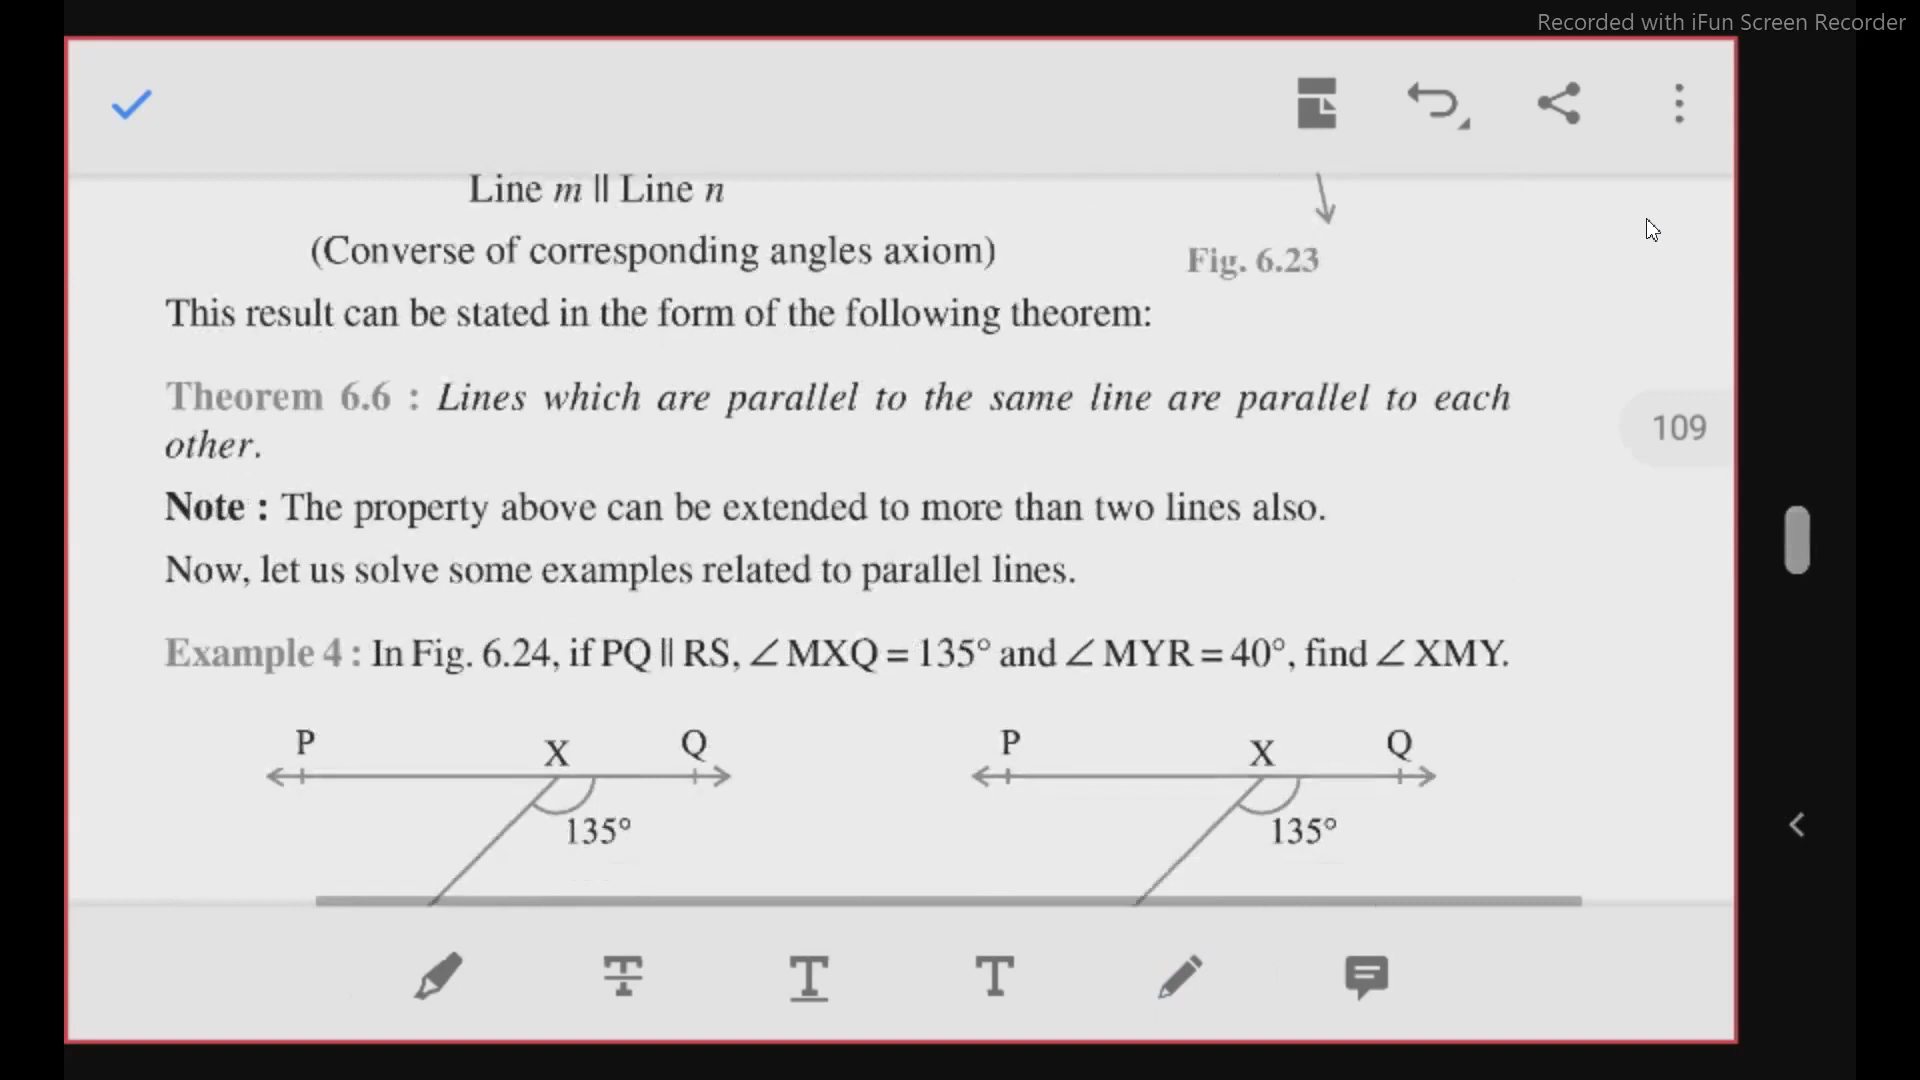 Recorded with iFun Screen Recorder
Line m || Line n
(Converse of corresponding angles axiom)
Fig. 6.23
This result can be stated in the form of the following theorem:
Theorem 6.6 : Lines which are parallel to the same line are parallel to each
other.
109
Note : The property above can be extended to more than two lines also.
Now, let us solve some examples related to parallel lines.
Example 4 : In Fig. 6.24, if PQ || RS, ∠ MXQ = 135° and ∠ MYR = 40°, find ∠ XMY.
P X Q P X Q
135° 135°
T T T